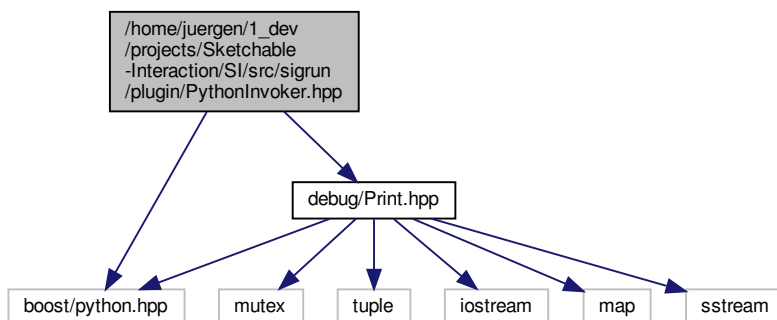 /home/juergen/1_dev
/projects/Sketchable
-Interaction/SI/src/sigrun
/plugin/PythonInvoker.hpp
debug/Print.hpp
boost/python.hpp
mutex
tuple
iostream
map
sstream